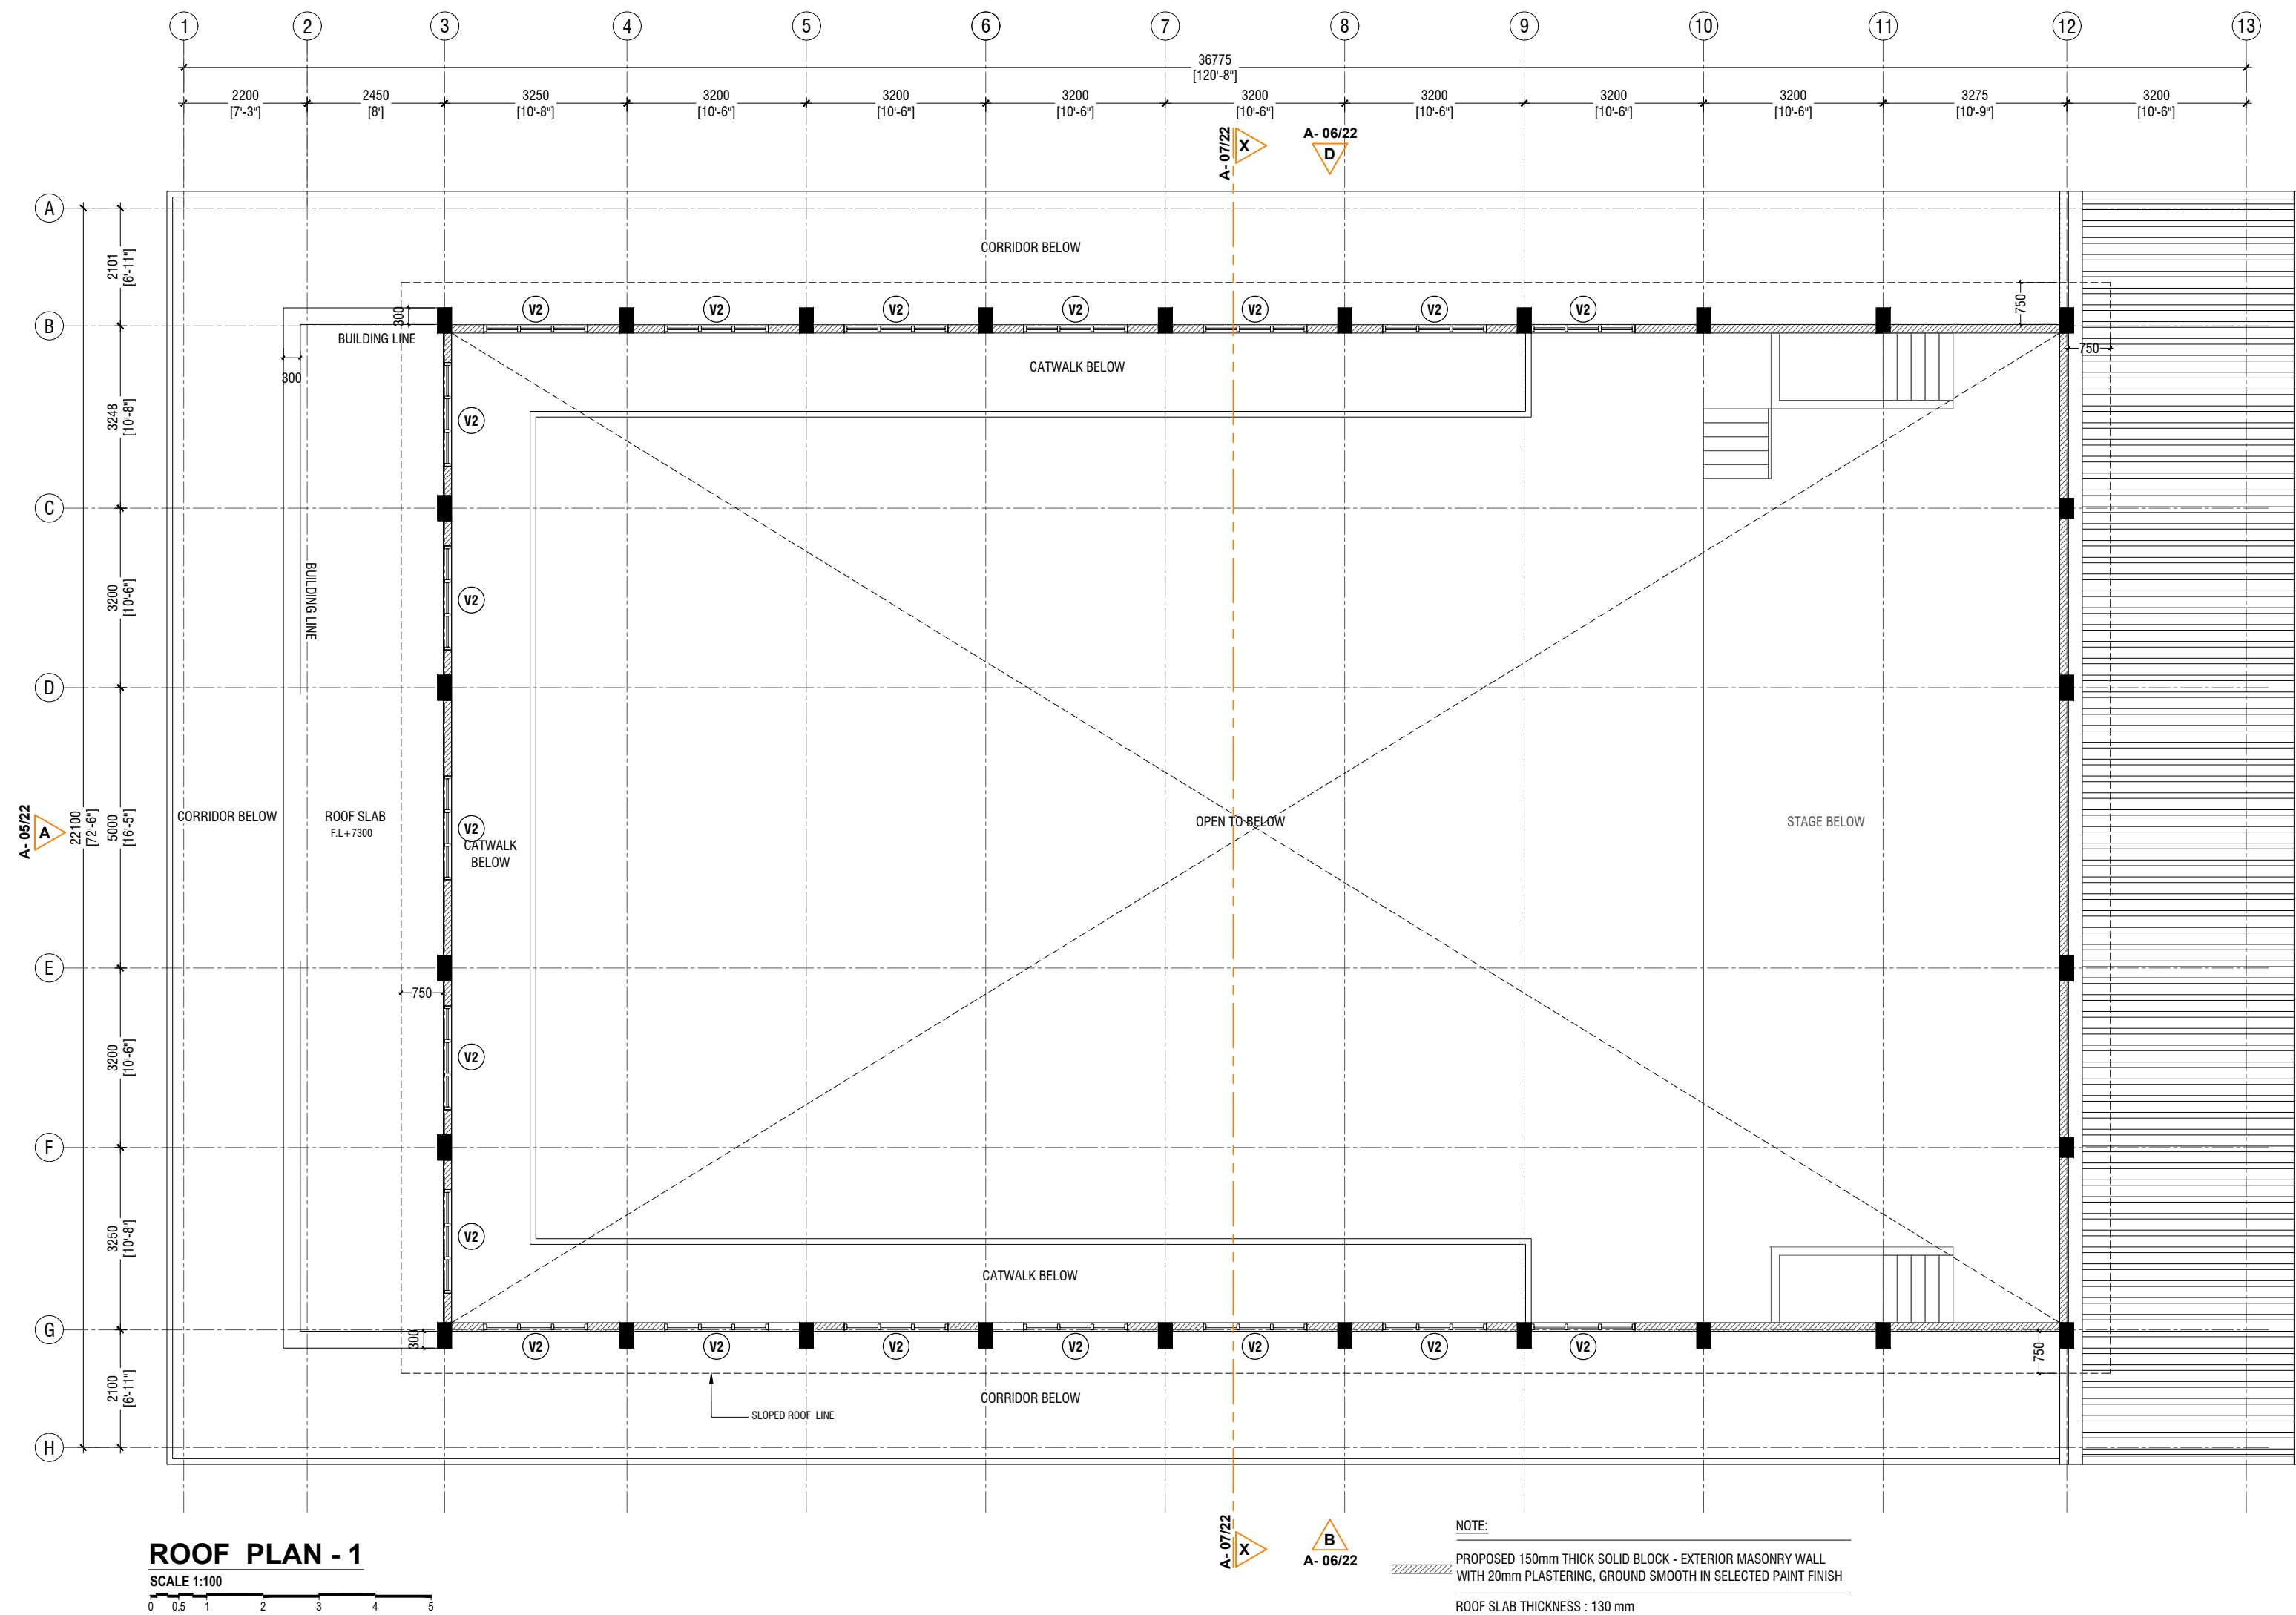 1 2 3 4 5 6 7 8 9 10 11 12 13
36775
[120'-8"]
2200 2450 3250 3200 3200 3200 3200 3200 3200 3200 3275 3200
[7'-3"] [8'] [10'-8"] [10'-6"] [10'-6"] [10'-6"] [10'-6"] [10'-6"] [10'-6"] [10'-6"] [10'-9"] [10'-6"]
A- 07/22 X
A- 06/22
D
A
2101
[6'-11"]
CORRIDOR BELOW
300
V2 V2 V2 V2 V2 V2 V2
750
B
BUILDING LINE
750
300
CATWALK BELOW
3248
[10'-8"]
V2
C
3200
[10'-6"]
BUILDING LINE
V2
D
A- 05/22
A
22100
[72'-6"]
5000
[16'-5"]
CORRIDOR BELOW
ROOF SLAB
F.L+7300
V2
CATWALK
BELOW
OPEN TO BELOW
STAGE BELOW
E
750
3200
[10'-6"]
V2
F
3250
[10'-8"]
V2
CATWALK BELOW
G
300
V2 V2 V2 V2 V2 V2 V2
750
2100
[6'-11"]
CORRIDOR BELOW
SLOPED ROOF LINE
H
A- 07/22 X
B
A- 06/22
ROOF PLAN - 1
SCALE 1:100
0 0.5 1 2 3 4 5
NOTE:
PROPOSED 150mm THICK SOLID BLOCK - EXTERIOR MASONRY WALL
WITH 20mm PLASTERING, GROUND SMOOTH IN SELECTED PAINT FINISH
ROOF SLAB THICKNESS : 130 mm